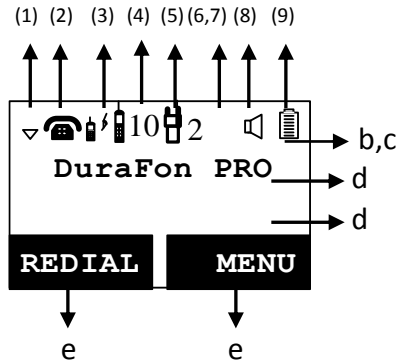 (1) (2) (3) (4) (5) (6,7) (8) (9)
10 2
b,c
DuraFon PRO
d
d
REDIAL MENU
e e